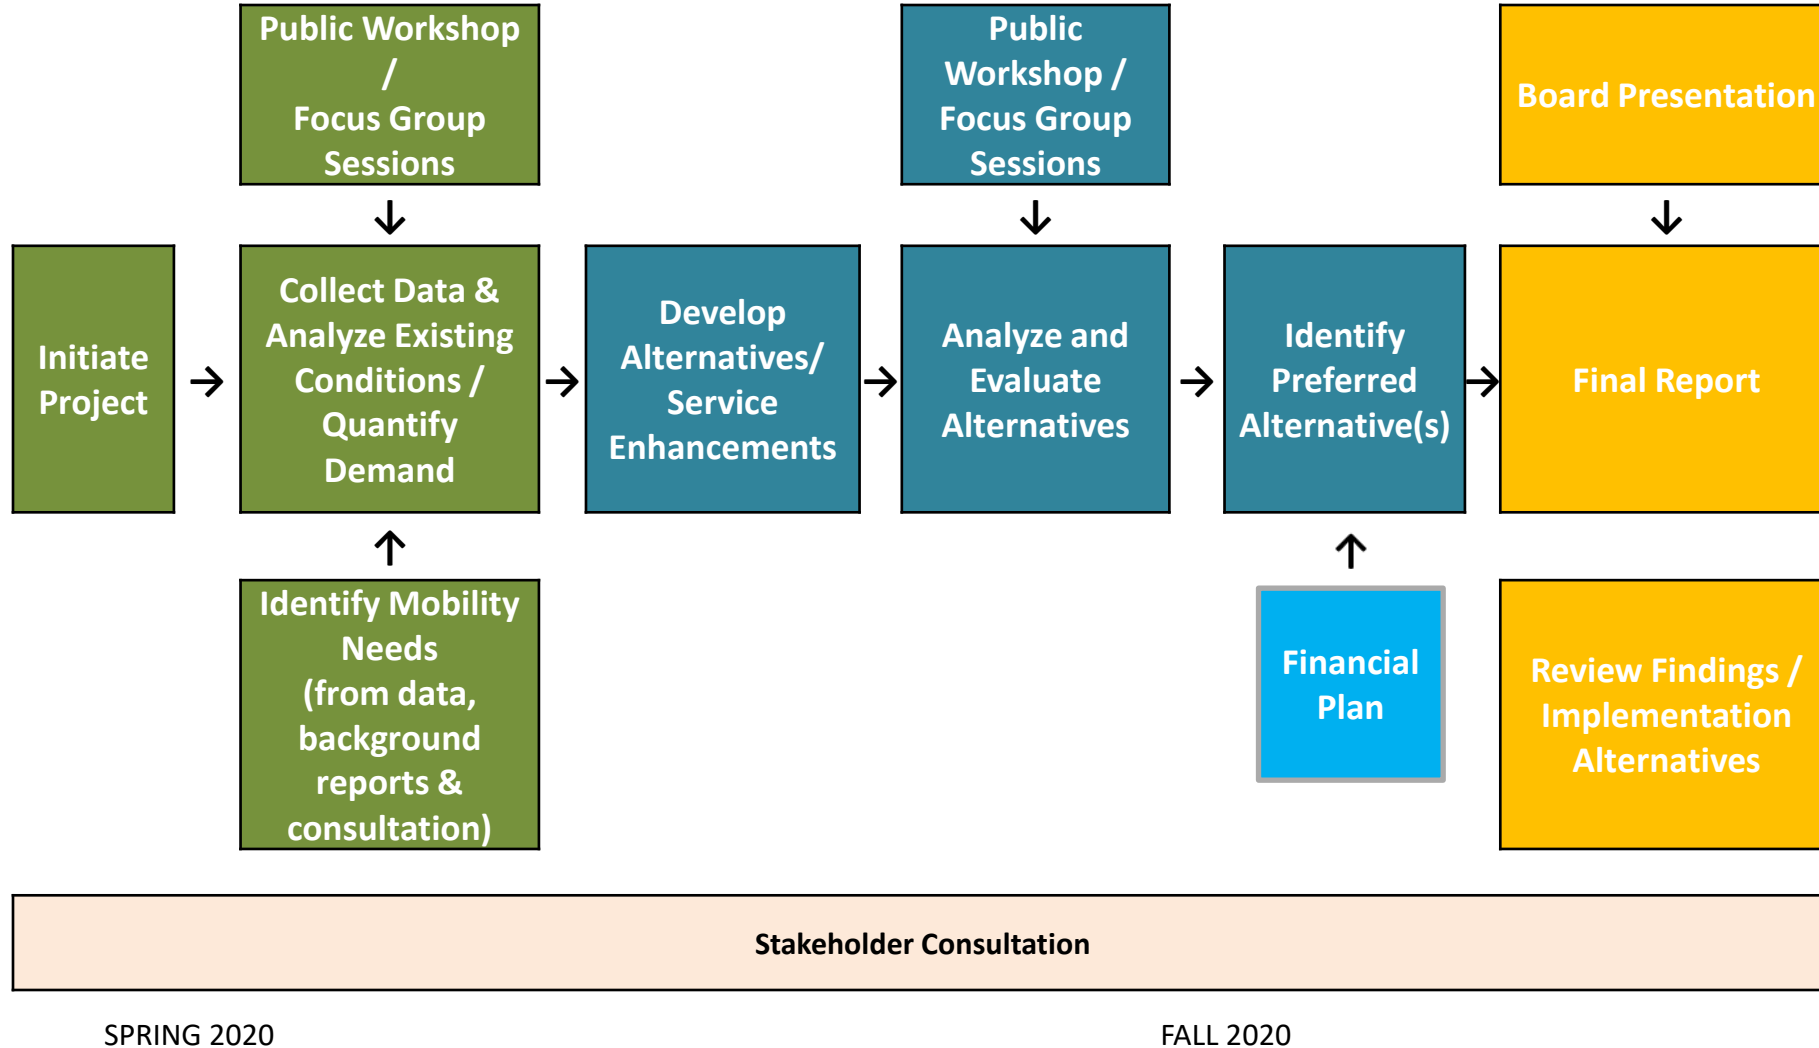 Public Workshop
/
Focus Group
Sessions
Public
Workshop /
Focus Group
Sessions
Board Presentation
Initiate
Project
Collect Data &
Analyze Existing
Conditions /
Quantify
Demand
Develop
Alternatives/
Service
Enhancements
Analyze and
Evaluate
Alternatives
Identify
Preferred
Alternative(s)
Final Report
Identify Mobility
Needs
(from data,
background
reports &
consultation)
Financial
Plan
Review Findings /
Implementation
Alternatives
Stakeholder Consultation
SPRING 2020
FALL 2020